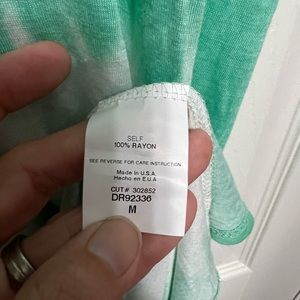 SELF
100% RAYON
SEE REVERSE FOR CARE INSTRUCTION
Made in U.S.A.
Hecho en E.U.A
CUT# 302852
DR92336
M